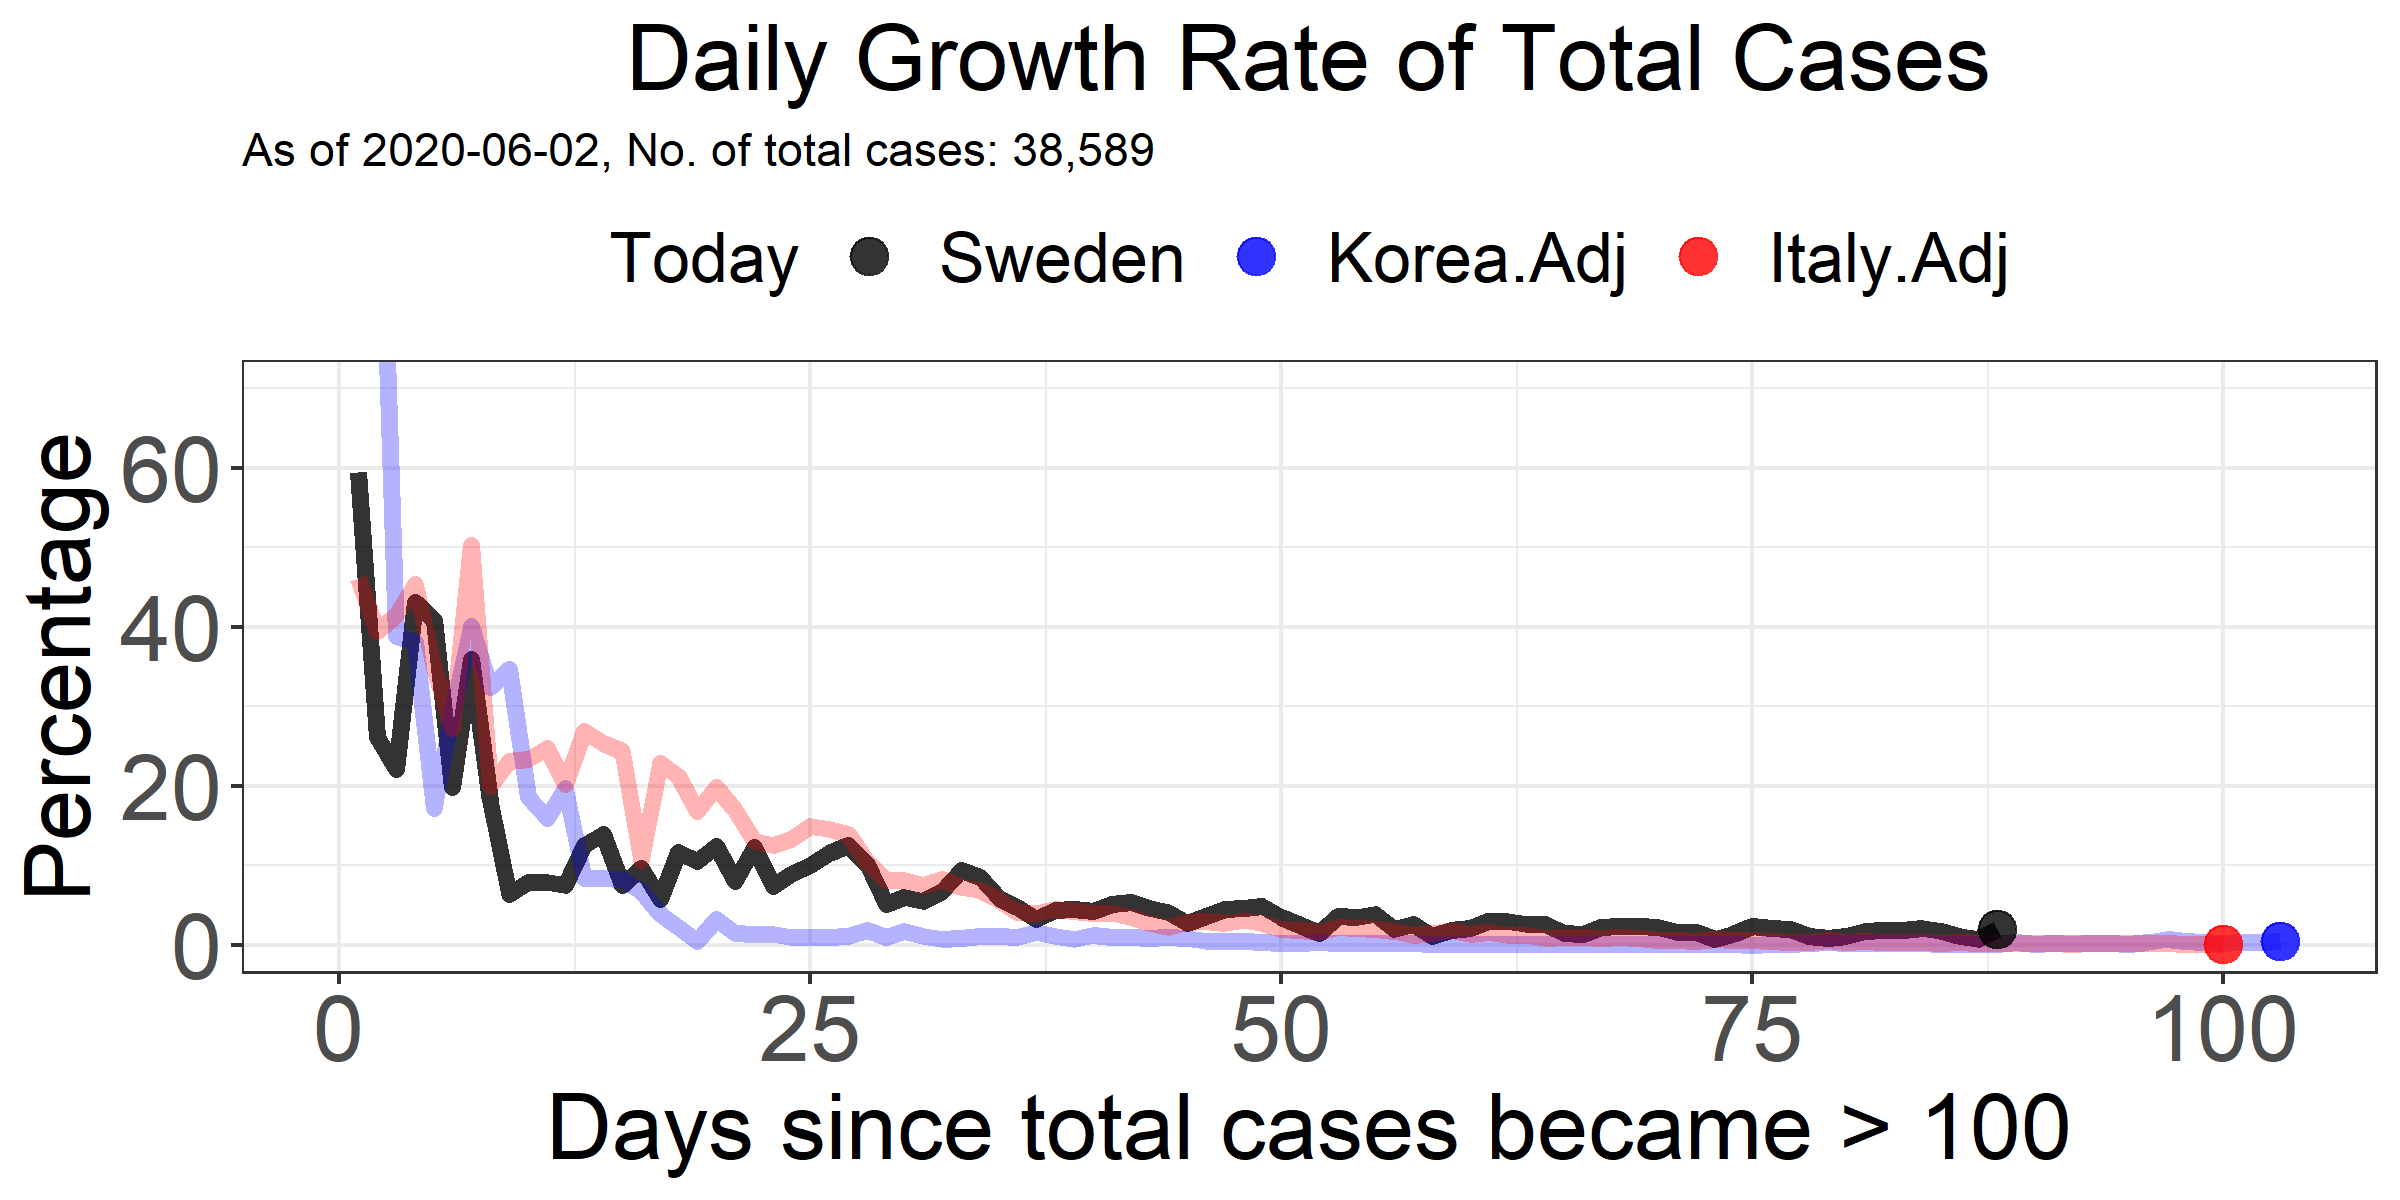 Daily Growth Rate of Total Cases
As of 2020-06-02, No. of total cases: 38,589
Today Sweden Korea.Adj Italy.Adj
Percentage
60
40
20
0
0 25 50 75 100
Days since total cases became > 100